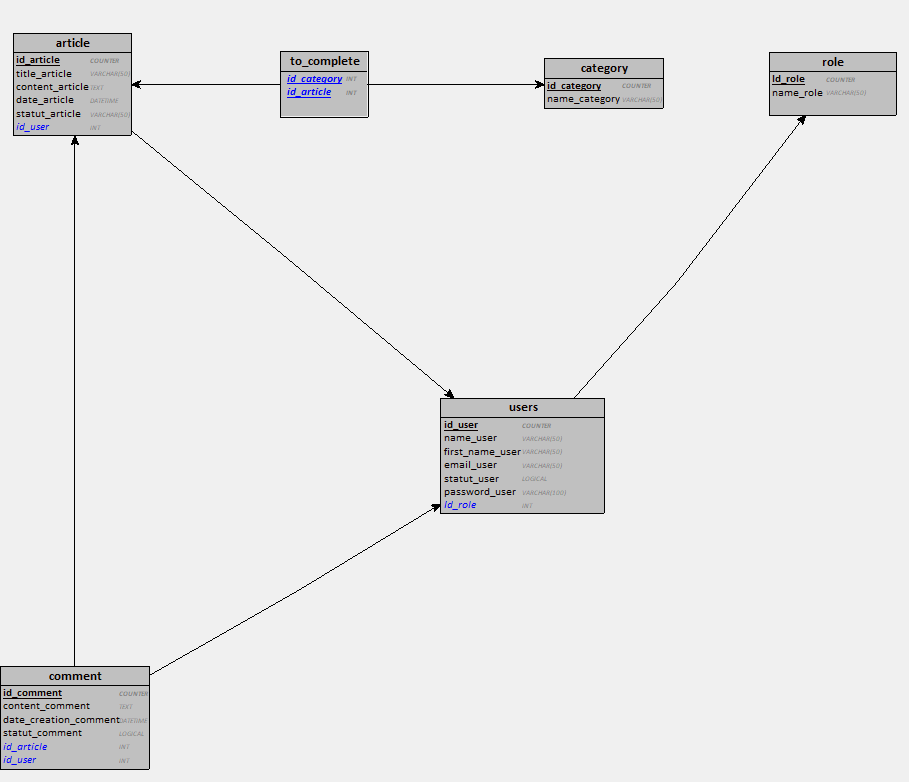 article
id_article COUNTER
title_article VARCHAR(50)
content_article TEXT
date_article DATETIME
statut_article VARCHAR(50)
id_user INT
to_complete
id_category INT
id_article INT
category
id_category COUNTER
name_category VARCHAR(50)
role
Id_role COUNTER
name_role VARCHAR(50)
users
id_user COUNTER
name_user VARCHAR(50)
first_name_user VARCHAR(50)
email_user VARCHAR(50)
statut_user LOGICAL
password_user VARCHAR(100)
Id_role INT
comment
id_comment COUNTER
content_comment TEXT
date_creation_comment DATETIME
statut_comment LOGICAL
id_article INT
id_user INT